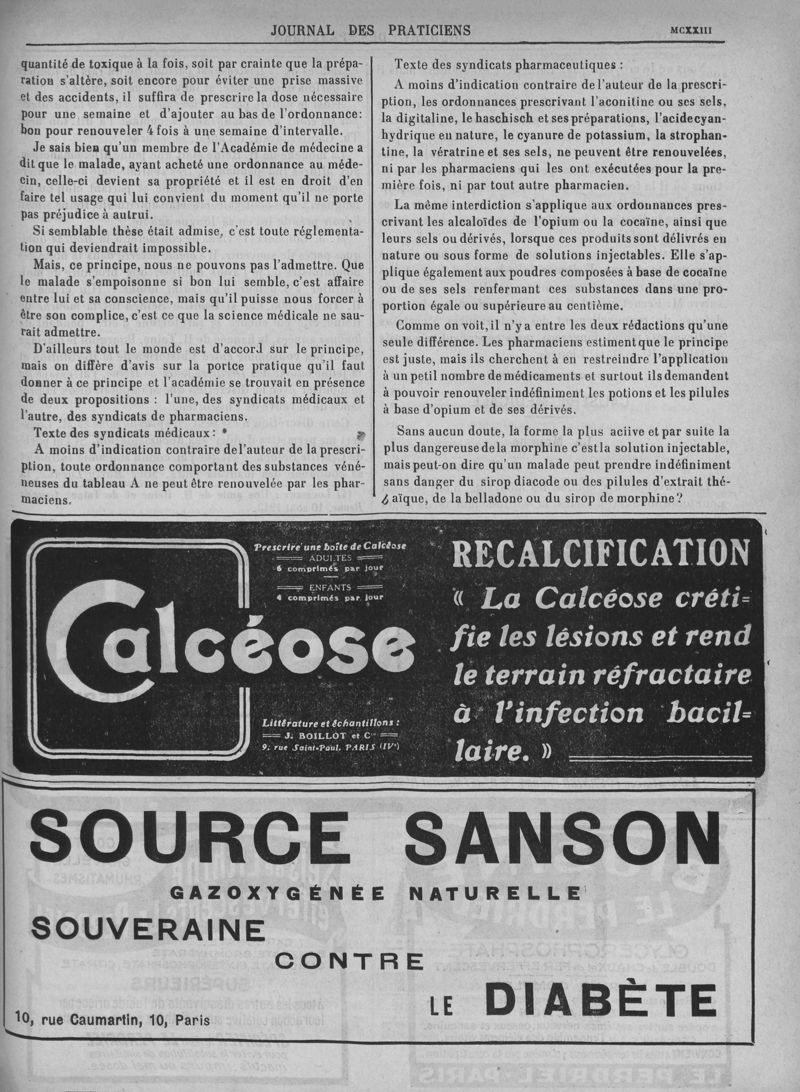 JOURNAL DES PRATICIENS
MCXXIII
quantité de toxique à la fois, soit par crainte que la prépa-
ration s'altère, soit encore pour éviter une prise massive
et des accidents, il suffira de prescrire la dose nécessaire
pour une semaine et d'ajouter au bas de l'ordonnance:
bon pour renouveler 4 fois à une semaine d'intervalle.
Je sais bien qu'un membre de l'Académie de médecine a
dit que le malade, ayant acheté une ordonnance au méde-
cin, celle-ci devient sa propriété et il est en droit d'en
faire tel usage qui lui convient du moment qu'il ne porte
pas préjudice à autrui.
Si semblable thèse était admise, c'est toute réglementa-
tion qui deviendrait impossible.
Mais, ce principe, nous ne pouvons pas l'admettre. Que
le malade s'empoisonne si bon lui semble, c'est affaire
entre lui et sa conscience, mais qu'il puisse nous forcer à
être son complice, c'est ce que la science médicale ne sau-
rait admettre.
D'ailleurs tout le monde est d'accord sur le principe,
mais on diffère d'avis sur la portce pratique qu'il faut
donner à ce principe et l'académie se trouvait en présence
de deux propositions : l'une, des syndicats médicaux et
l'autre, des syndicats de pharmaciens.
Texte des syndicats médicaux :
A moins d'indication contraire de l'auteur de la prescri-
ption, toute ordonnance comportant des substances véné-
neuses du tableau A ne peut être renouvelée par les phar-
maciens.
Texte des syndicats pharmaceutiques :
A moins d'indication contraire de l'auteur de la prescri-
ption, les ordonnances prescrivant l'aconitine ou ses sels,
la digitaline, le haschisch et ses préparations, l'acide cyan-
hydrique en nature, le cyanure de potassium, la strophan-
tine, la vératrine et ses sels, ne peuvent être renouvelées,
ni par les pharmaciens qui les ont exécutées pour la pre-
mière fois, ni par tout autre pharmacien.
La même interdiction s'applique aux ordonnances pres-
crivant les alcaloïdes de l'opium ou la cocaïne, ainsi que
leurs sels ou dérivés, lorsque ces produits sont délivrés en
nature ou sous forme de solutions injectables. Elle s'ap-
plique également aux poudres composées à base de cocaïne
ou de ses sels renfermant ces substances dans une pro-
portion égale ou supérieure au centième.
Comme on voit, il n'y a entre les deux rédactions qu'une
seule différence. Les pharmaciens estiment que le principe
est juste, mais ils cherchent à en restreindre l'application
à un petil nombre de médicaments et surtout ils demandent
à pouvoir renouveler indéfiniment les potions et les pilules
à base d'opium et de ses dérivés.
Sans aucun doute, la forme la plus aciive et par suite la
plus dangereuse de la morphine c'est la solution injectable,
mais peut-on dire qu'un malade peut prendre indéfiniment
sans danger du sirop diacode ou des pilules d'extrait thé-
baïque, de la belladone ou du sirop de morphine ?
Prescrire une boîte de Calcéose
ADULTES
6 comprimés par jour
ENFANTS
4 comprimés par jour
Calcéose
Littérature et échantillons :
J. BOILLOT et Cie
9, rue Saint-Paul, PARIS (IVe)
RECALCIFICATION
« La Calcéose créti-
fie les lésions et rend
le terrain réfractaire
à l'infection bacil-
laire. »
SOURCE SANSON
GAZOXYGÉNÉE NATURELLE
SOUVERAINE
CONTRE
LE DIABÈTE
10, rue Caumartin, 10, Paris